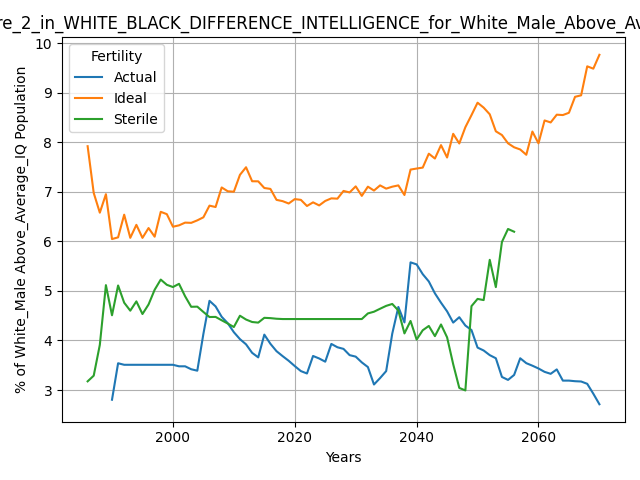 re_2_in_WHITE_BLACK_DIFFERENCE_INTELLIGENCE_for_White_Male_Above_Av
Fertility
Actual
Ideal
Sterile
% of White_Male Above_Average_IQ Population
10
9
8
7
6
5
4
3
2000
2020
2040
2060
Years